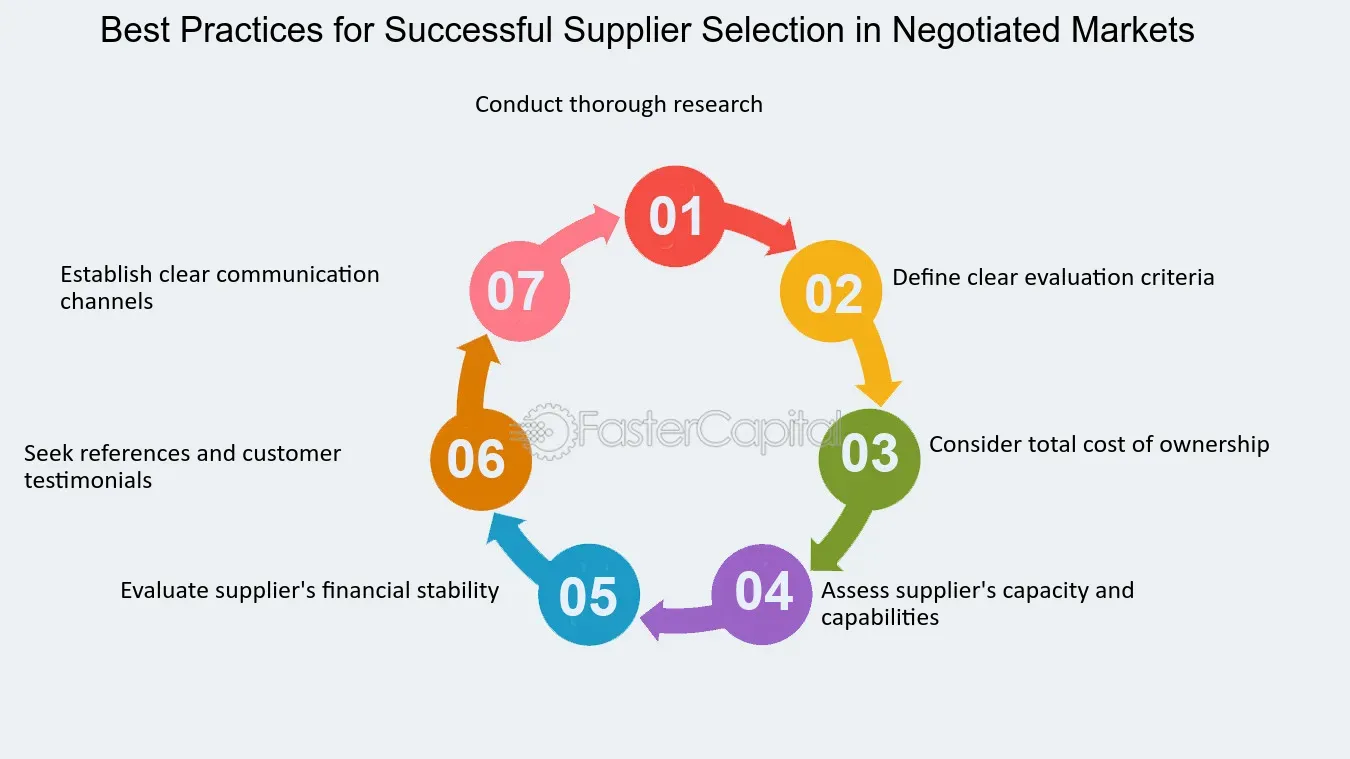 Best Practices for Successful Supplier Selection in Negotiated Markets
Conduct thorough research
01
02
Define clear evaluation criteria
03
Consider total cost of ownership
04
Assess supplier's capacity and
capabilities
05
Evaluate supplier's financial stability
06
Seek references and customer
testimonials
07
Establish clear communication
channels
FasterCapital